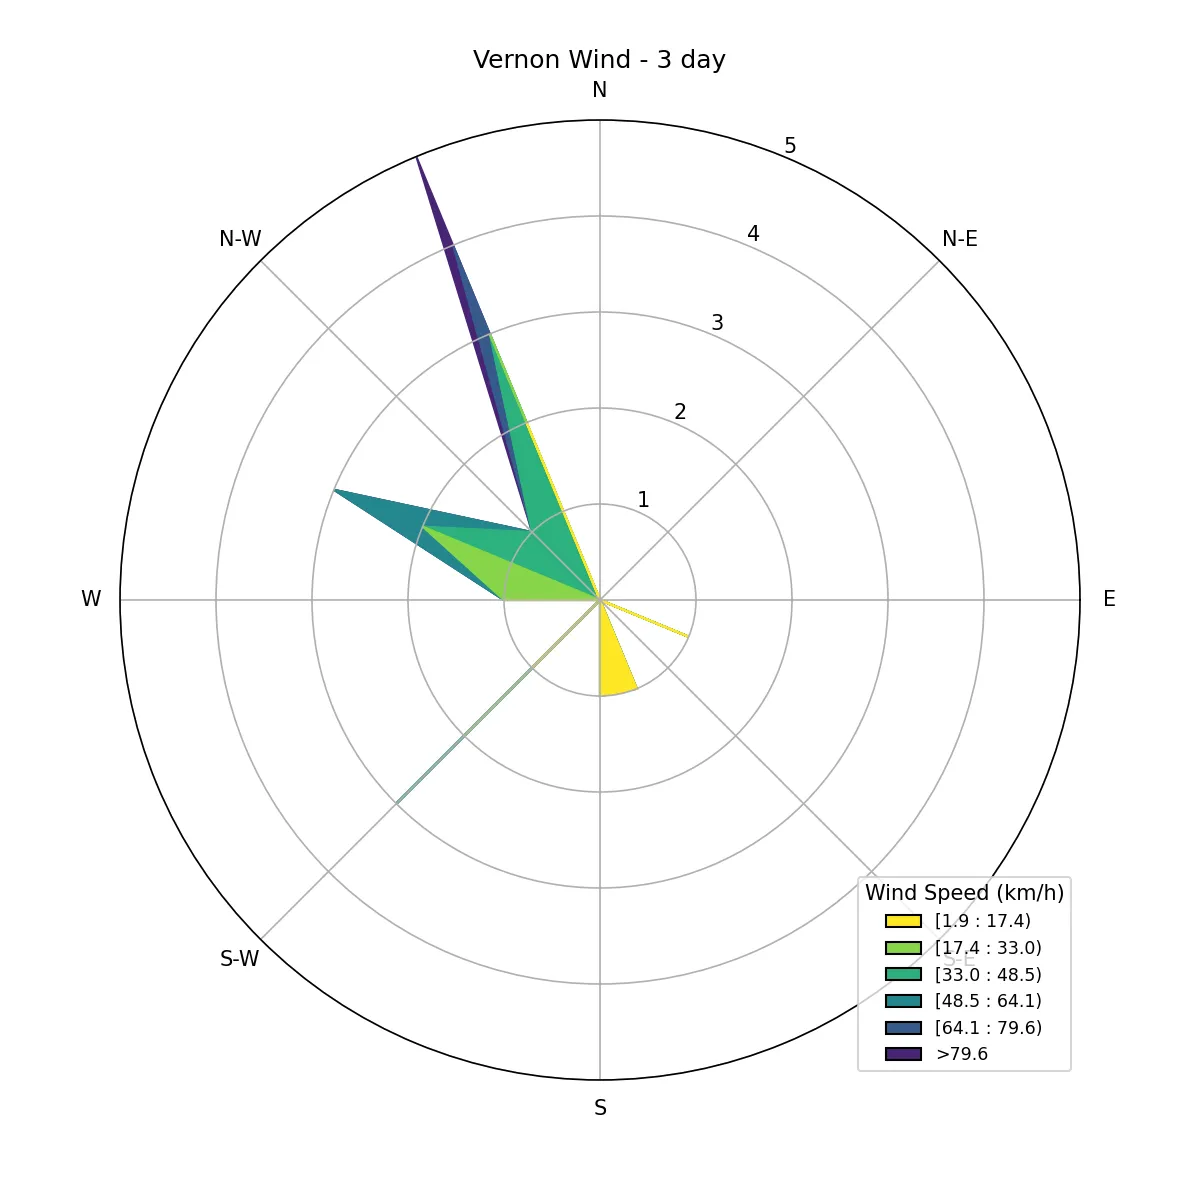 Vernon Wind - 3 day
N
5
N-W
N-E
4
3
2
1
W
E
S-W
S-E
S
Wind Speed (km/h)
[1.9 : 17.4)
[17.4 : 33.0)
[33.0 : 48.5)
[48.5 : 64.1)
[64.1 : 79.6)
>79.6